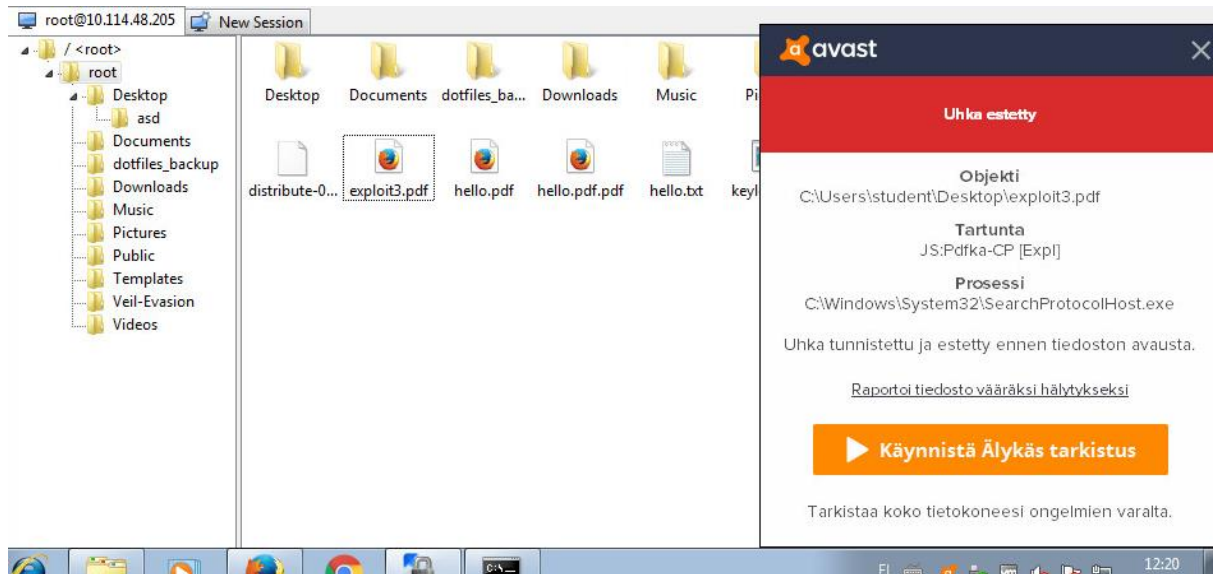 root@10.114.48.205
New Session
/ <root>
root
Desktop
asd
Documents
dotfiles_backup
Downloads
Music
Pictures
Public
Templates
Veil-Evasion
Videos
Desktop Documents dotfiles_ba... Downloads Music Pi
distribute-0... exploit3.pdf hello.pdf hello.pdf.pdf hello.txt keyl
avast
Uhka estetty
Objekti
C:\Users\student\Desktop\exploit3.pdf
Tartunta
JS:Pdfka-CP [Expl]
Prosessi
C:\Windows\System32\SearchProtocolHost.exe
Uhka tunnistettu ja estetty ennen tiedoston avausta.
Raportoi tiedosto vääräksi hälytykseksi
Käynnistä Älykäs tarkistus
Tarkistaa koko tietokoneesi ongelmien varalta.
C:\
FI
12:20